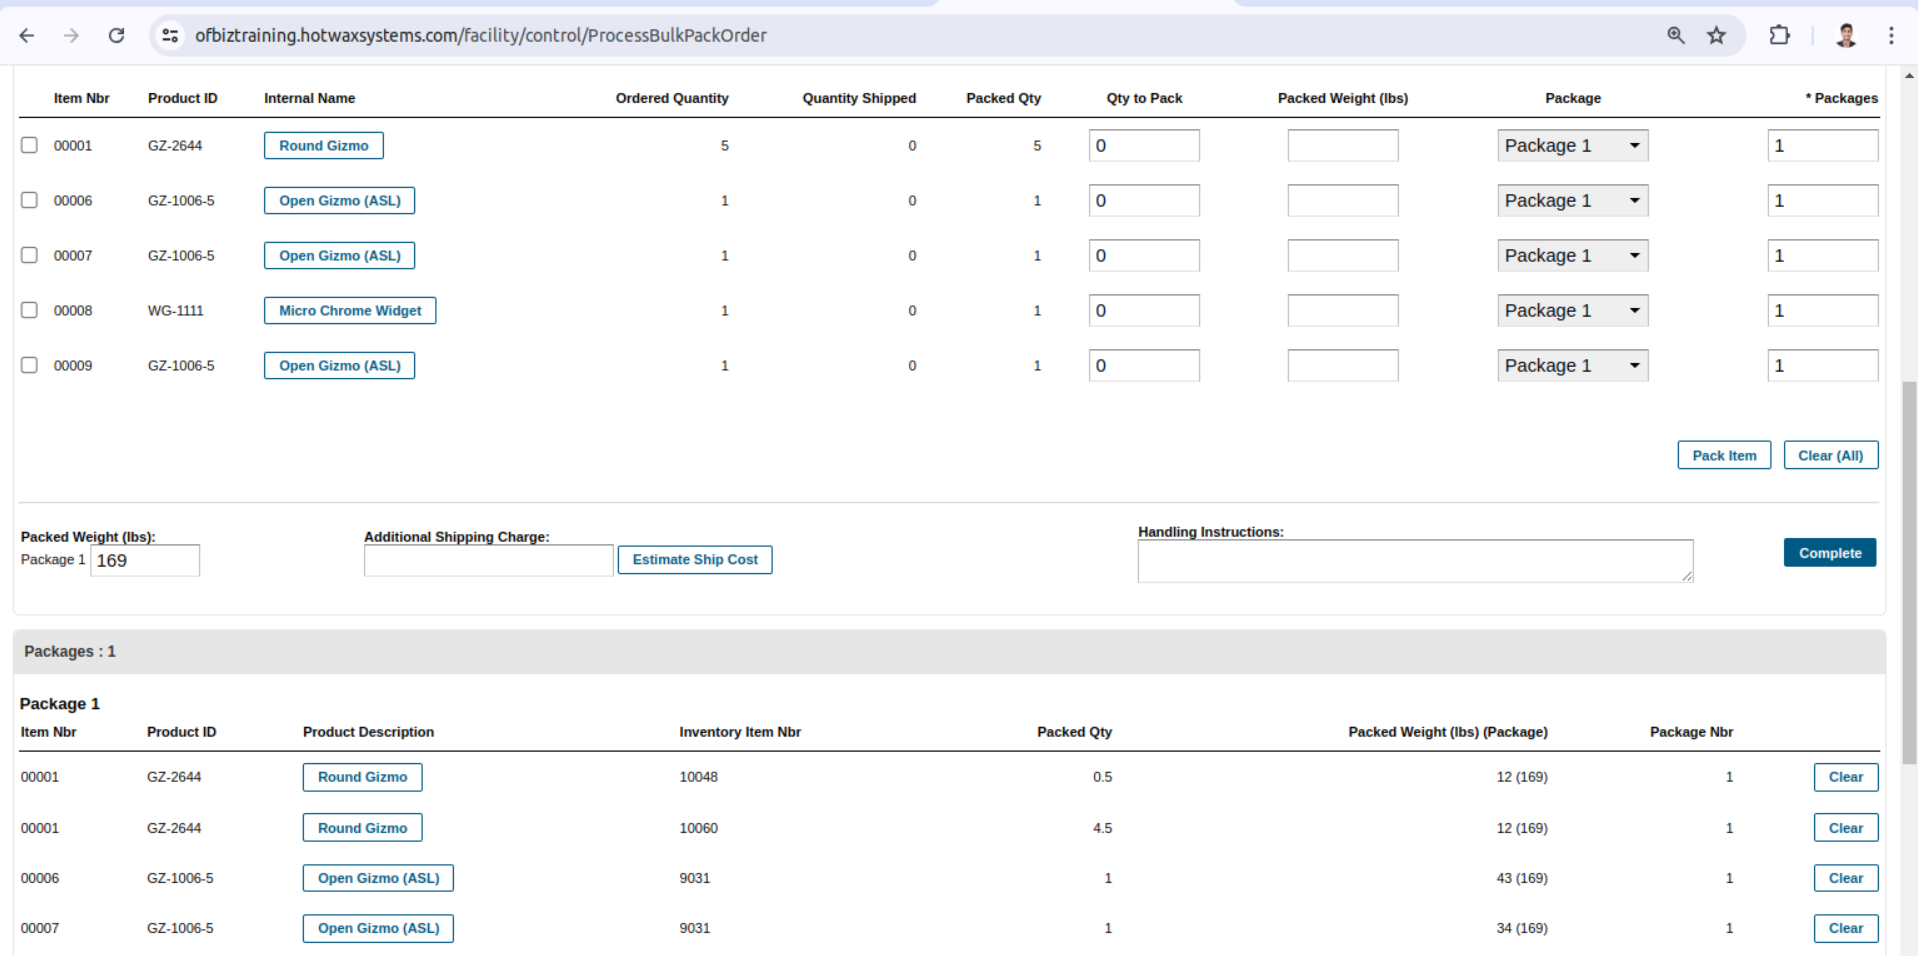 ofbiztraining.hotwaxsystems.com/facility/control/ProcessBulkPackOrder
Item Nbr Product ID Internal Name Ordered Quantity Quantity Shipped Packed Qty Qty to Pack Packed Weight (lbs) Package * Packages
00001 GZ-2644 Round Gizmo 5 0 5 0 Package 1 1
00006 GZ-1006-5 Open Gizmo (ASL) 1 0 1 0 Package 1 1
00007 GZ-1006-5 Open Gizmo (ASL) 1 0 1 0 Package 1 1
00008 WG-1111 Micro Chrome Widget 1 0 1 0 Package 1 1
00009 GZ-1006-5 Open Gizmo (ASL) 1 0 1 0 Package 1 1
Pack Item Clear (All)
Packed Weight (lbs): Additional Shipping Charge: Handling Instructions:
Package 1 169 Estimate Ship Cost Complete
Packages : 1
Package 1
Item Nbr Product ID Product Description Inventory Item Nbr Packed Qty Packed Weight (lbs) (Package) Package Nbr
00001 GZ-2644 Round Gizmo 10048 0.5 12 (169) 1 Clear
00001 GZ-2644 Round Gizmo 10060 4.5 12 (169) 1 Clear
00006 GZ-1006-5 Open Gizmo (ASL) 9031 1 43 (169) 1 Clear
00007 GZ-1006-5 Open Gizmo (ASL) 9031 1 34 (169) 1 Clear